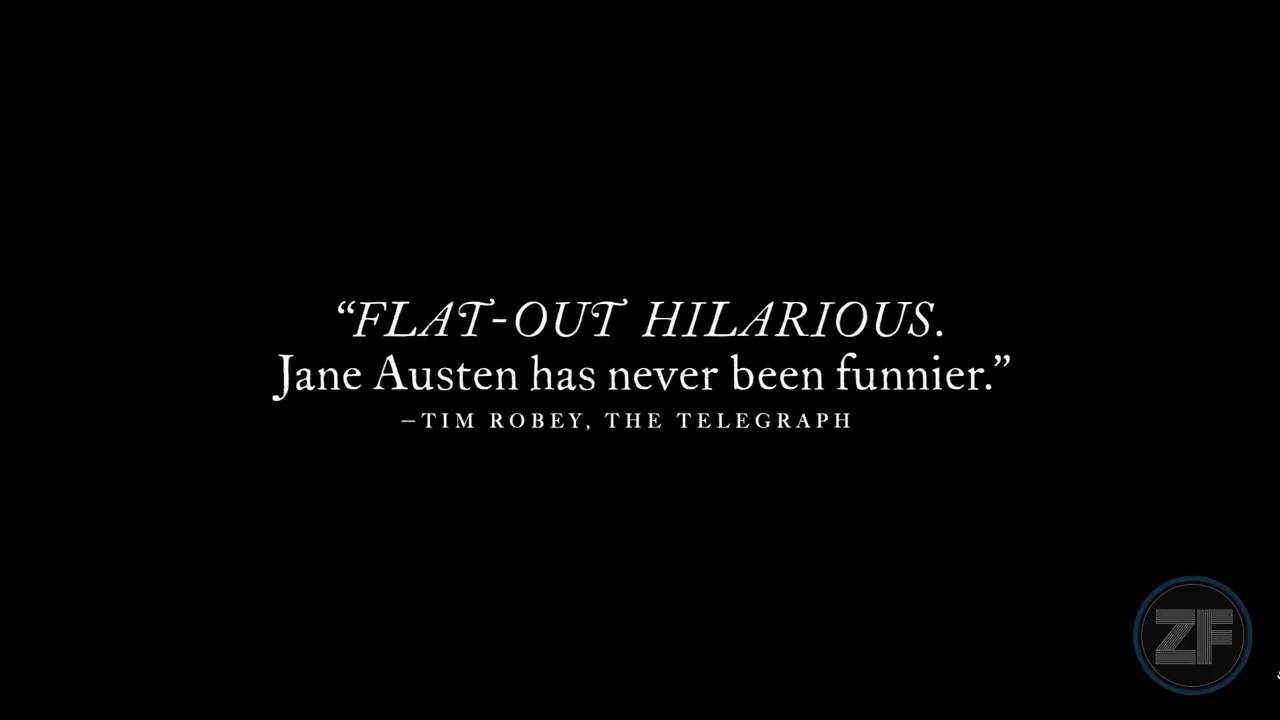 “FLAT-OUT HILARIOUS.
Jane Austen has never been funnier.”
–TIM ROBEY, THE TELEGRAPH
ZF